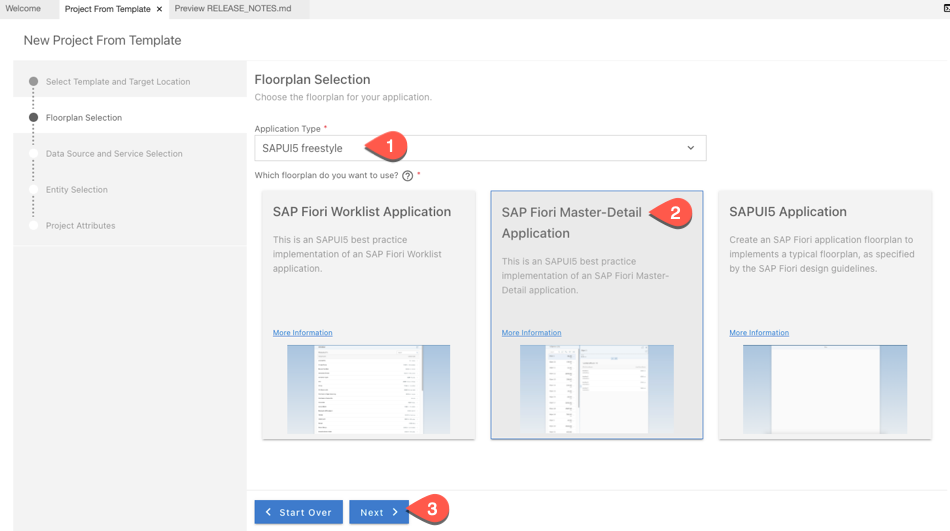 Welcome
Project From Template
Preview RELEASE_NOTES.md
New Project From Template
Select Template and Target Location
Floorplan Selection
Data Source and Service Selection
Entity Selection
Project Attributes
Floorplan Selection
Choose the floorplan for your application.
Application Type *
SAPUI5 freestyle
1
Which floorplan do you want to use? ? *
SAP Fiori Worklist Application
This is an SAPUI5 best practice
implementation of an SAP Fiori Worklist
application.
More Information
SAP Fiori Master-Detail
Application
2
This is an SAPUI5 best practice
implementation of an SAP Fiori Master-
Detail application.
More Information
SAPUI5 Application
Create an SAP Fiori application floorplan to
implements a typical floorplan, as specified
by the SAP Fiori design guidelines.
More Information
Start Over
Next
3